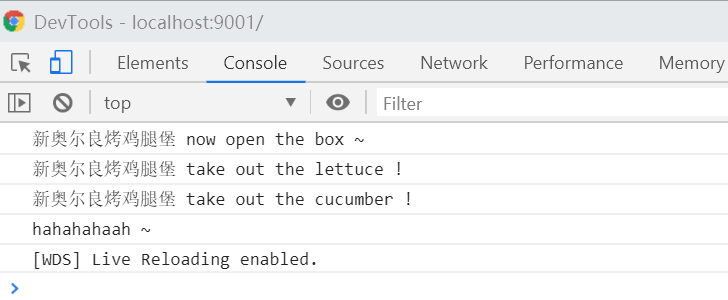 DevTools - localhost:9001/
Elements Console Sources Network Performance Memory
top Filter
新奥尔良烤鸡腿堡 now open the box ~
新奥尔良烤鸡腿堡 take out the lettuce !
新奥尔良烤鸡腿堡 take out the cucumber !
hahahahaah ~
[WDS] Live Reloading enabled.